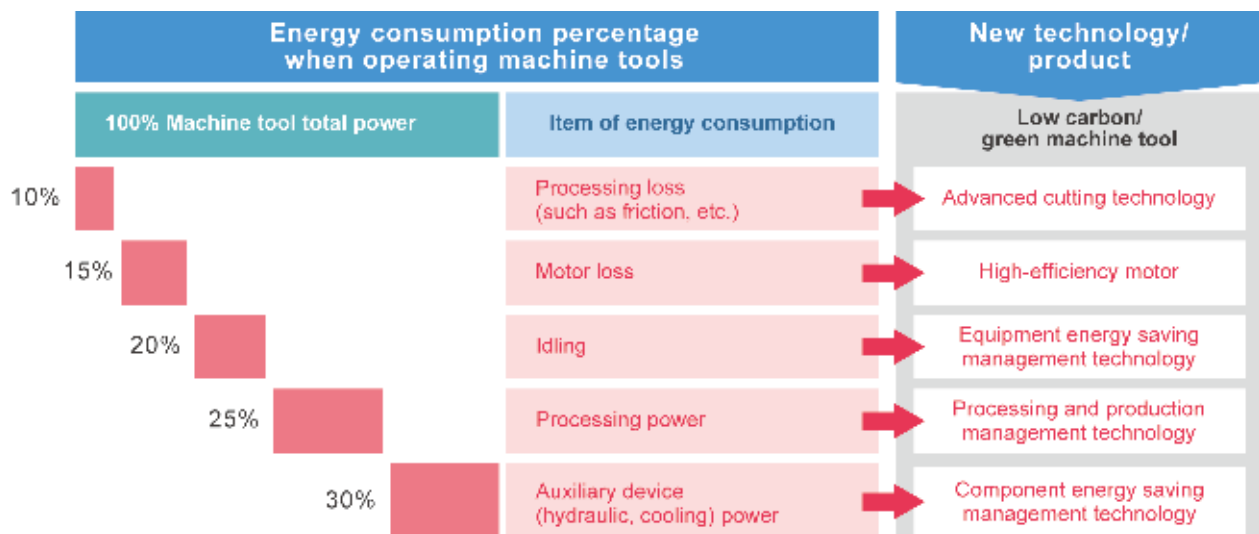 Energy consumption percentage
when operating machine tools
New technology/
product
100% Machine tool total power
Item of energy consumption
Low carbon/
green machine tool
10%
Processing loss
(such as friction, etc.)
Advanced cutting technology
15%
Motor loss
High-efficiency motor
20%
Idling
Equipment energy saving
management technology
25%
Processing power
Processing and production
management technology
30%
Auxiliary device
(hydraulic, cooling) power
Component energy saving
management technology